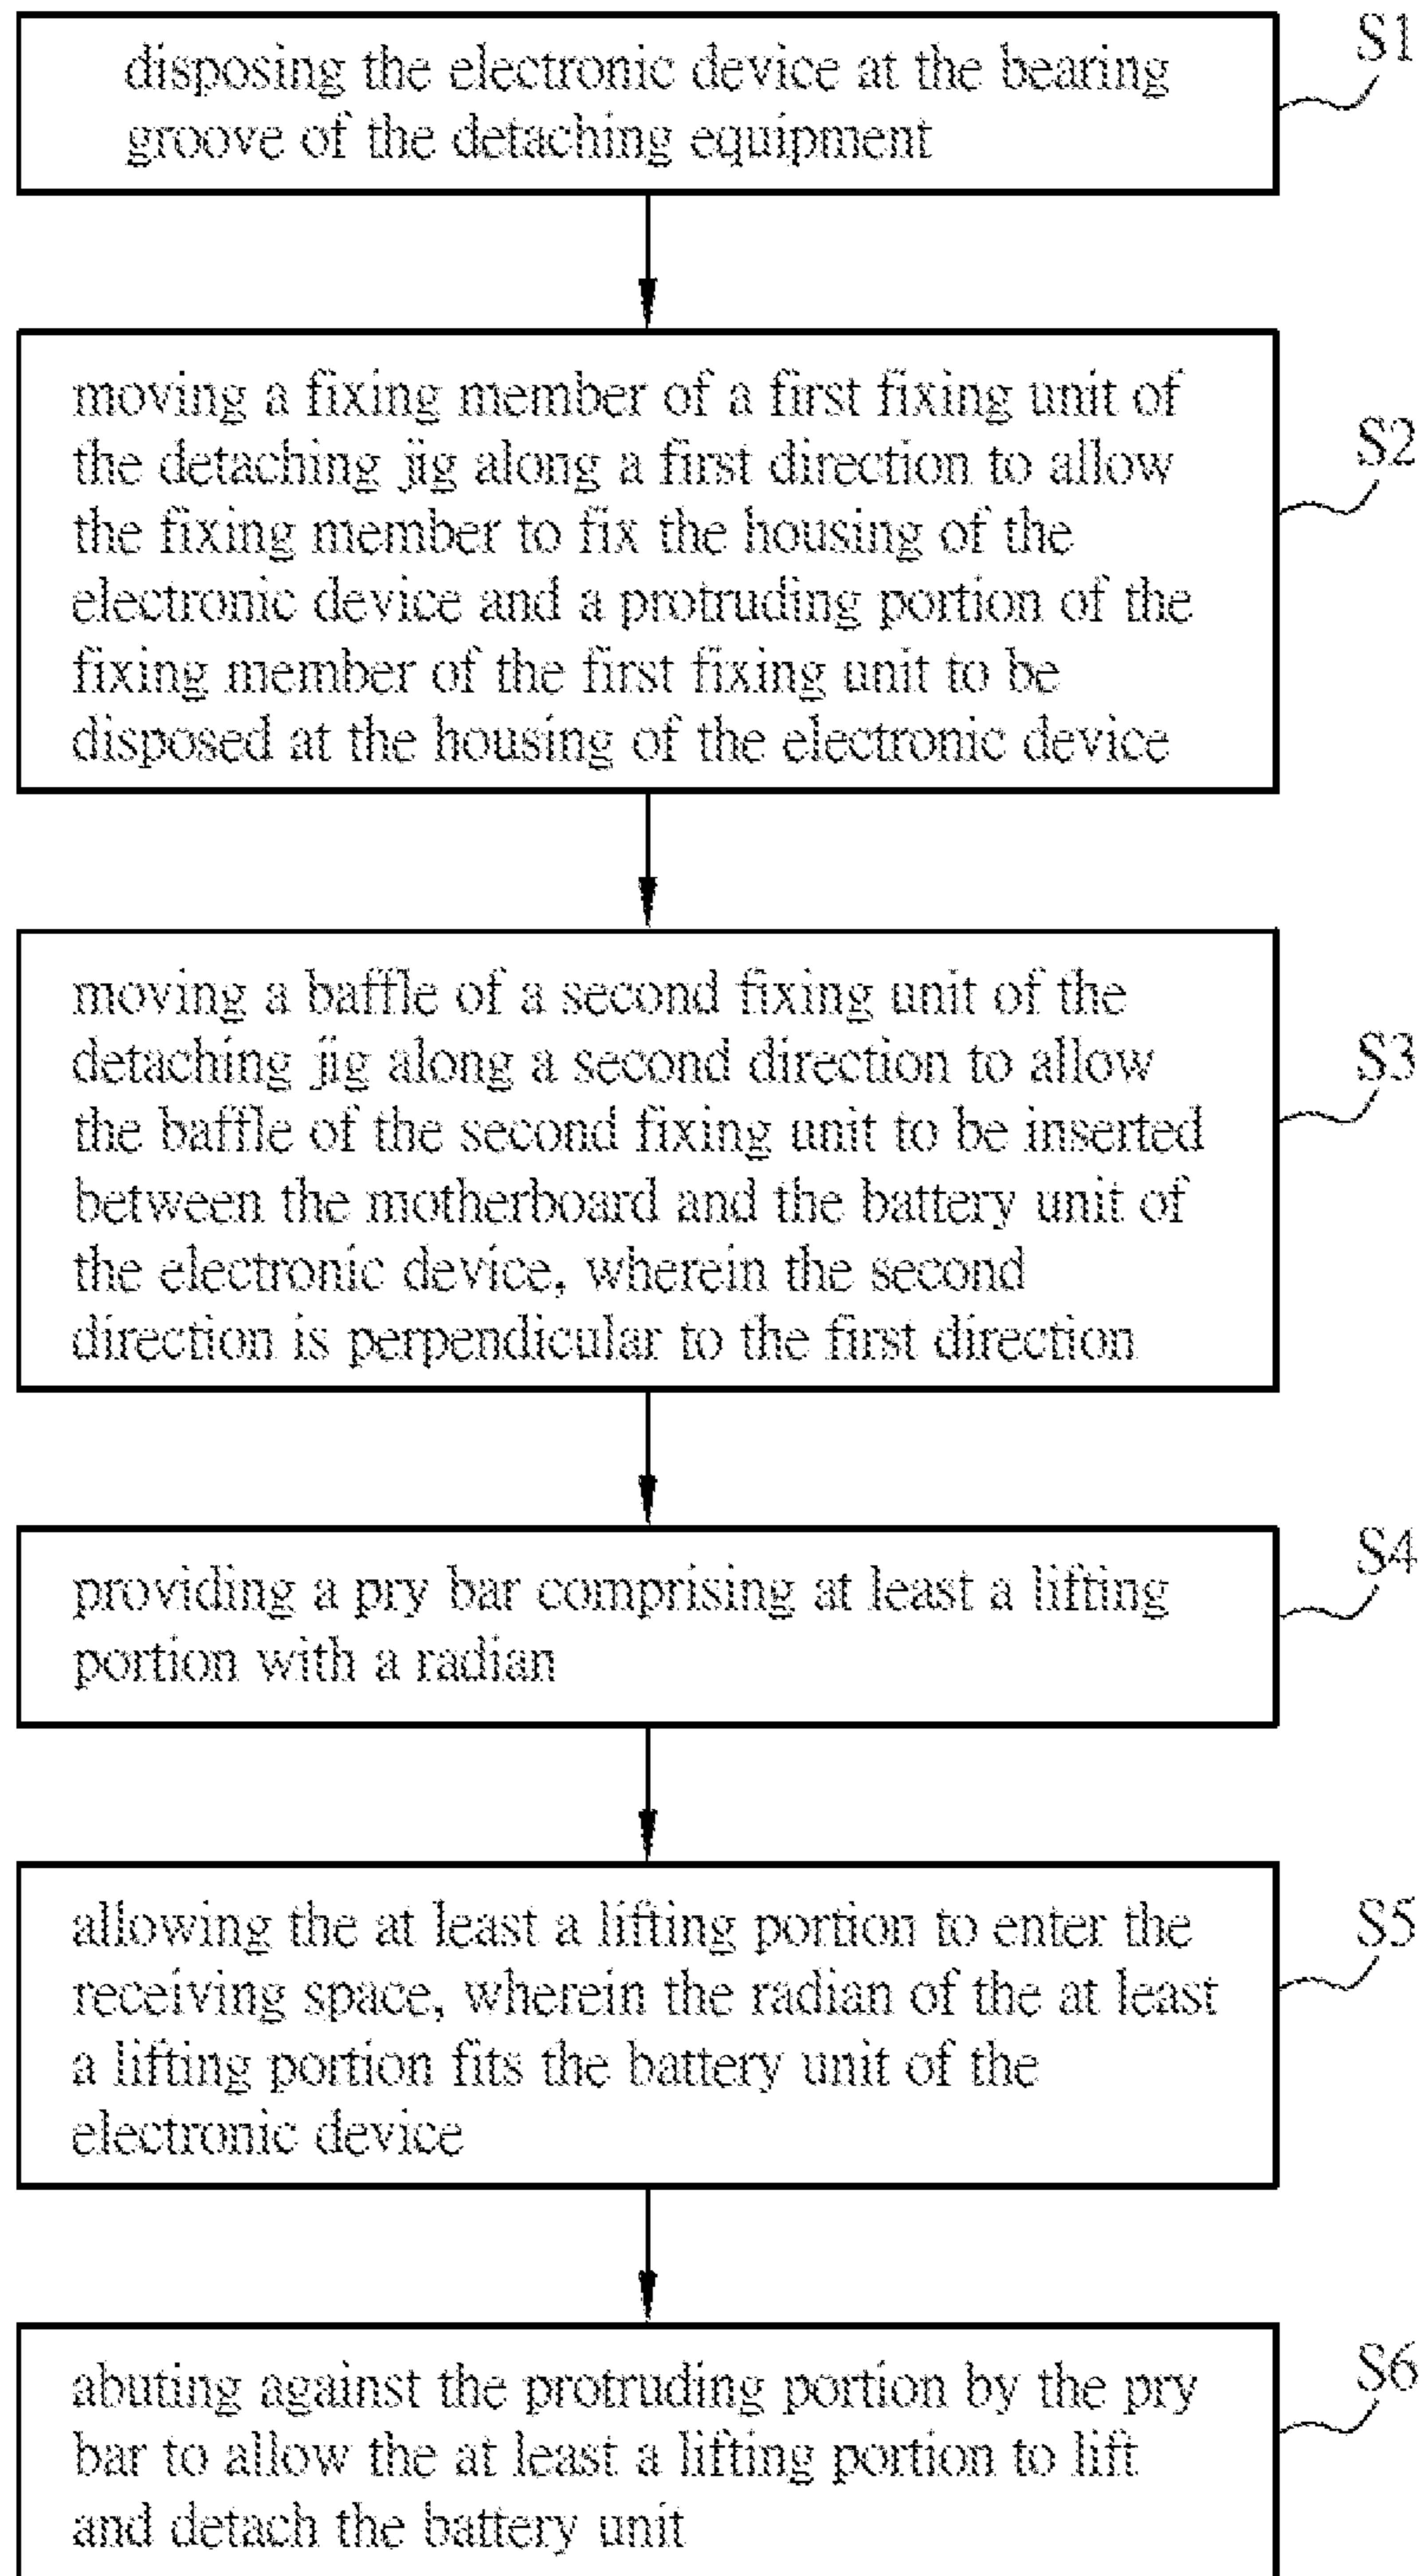 disposing the electronic device at the bearing
groove of the detaching equipment
S1
moving a fixing member of a first fixing unit of
the detaching jig along a first direction to allow
the fixing member to fix the housing of the
electronic device and a protruding portion of the
fixing member of the first fixing unit to be
disposed at the housing of the electronic device
S2
moving a baffle of a second fixing unit of the
detaching jig along a second direction to allow
the baffle of the second fixing unit to be inserted
between the motherboard and the battery unit of
the electronic device, wherein the second
direction is perpendicular to the first direction
S3
providing a pry bar comprising at least a lifting
portion with a radian
S4
allowing the at least a lifting portion to enter the
receiving space, wherein the radian of the at least
a lifting portion fits the battery unit of the
electronic device
S5
abuting against the protruding portion by the pry
bar to allow the at least a lifting portion to lift
and detach the battery unit
S6